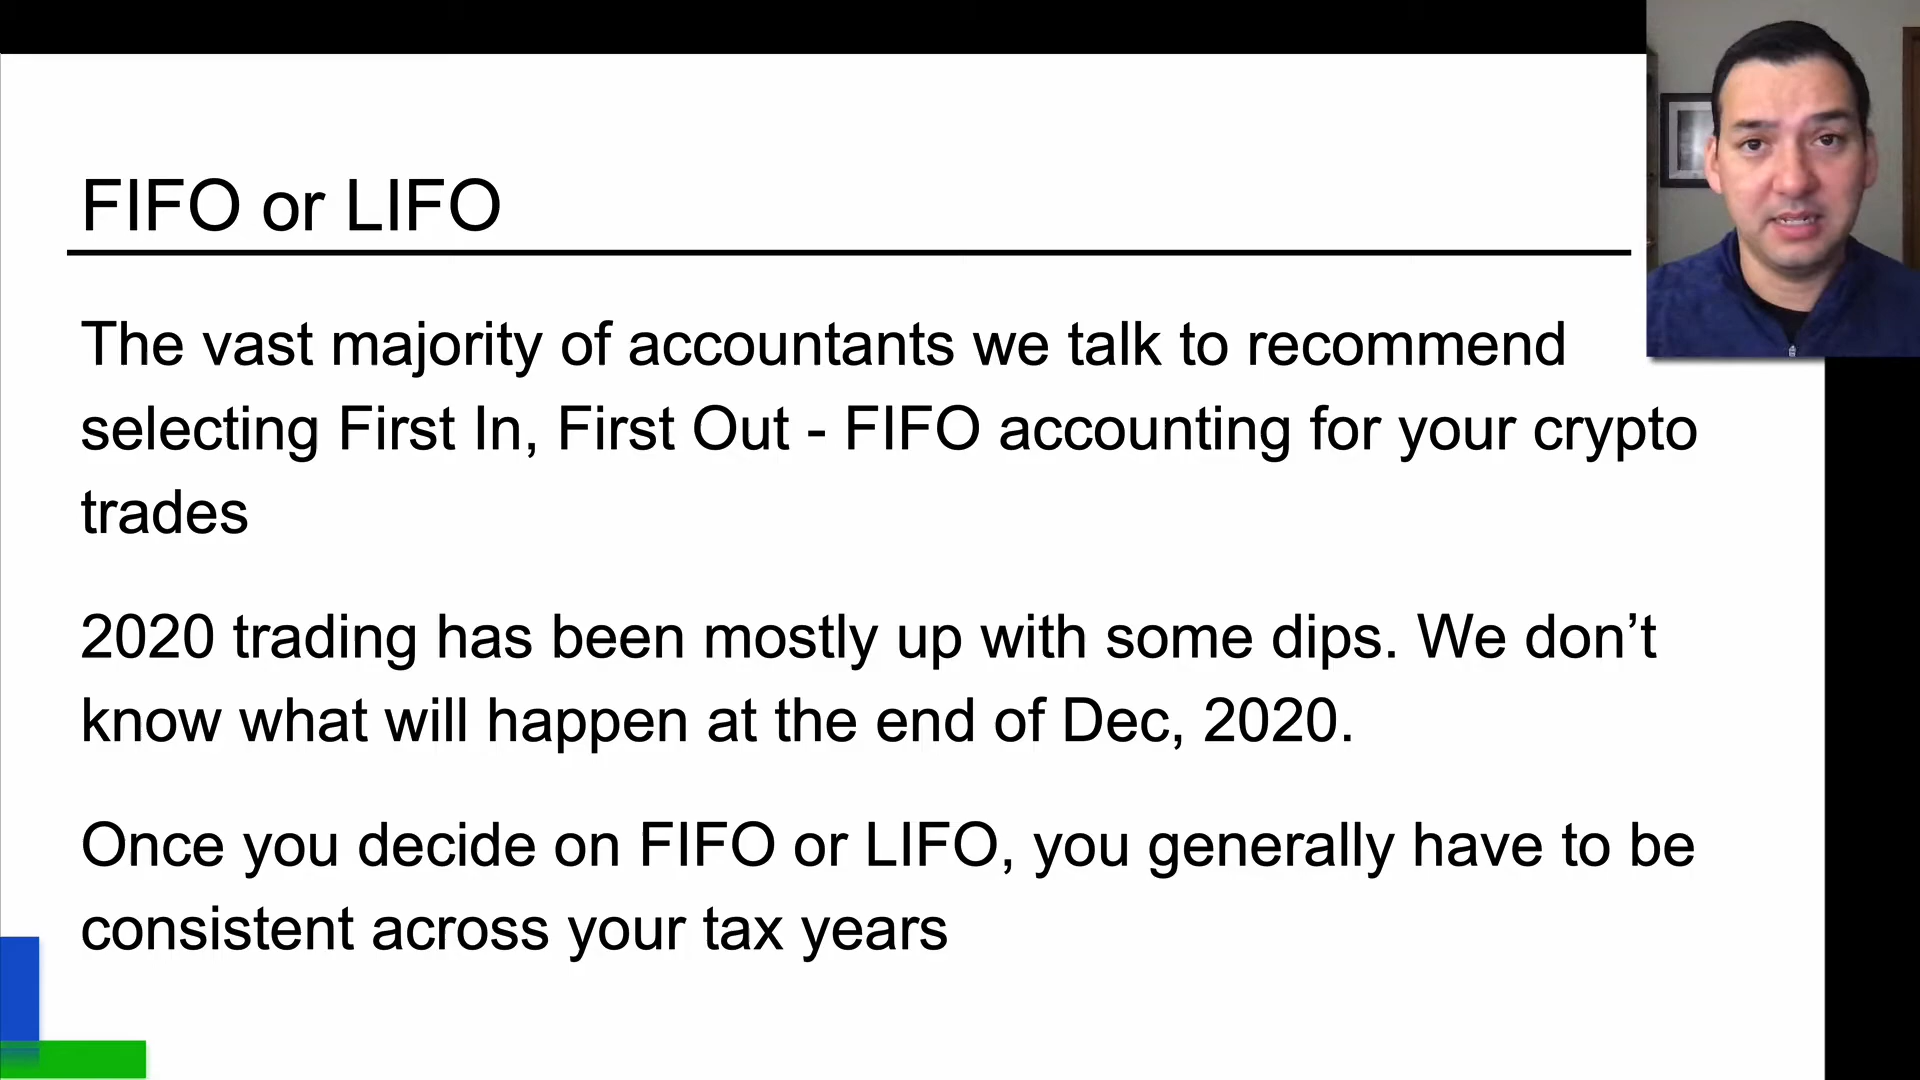 FIFO or LIFO
The vast majority of accountants we talk to recommend
selecting First In, First Out - FIFO accounting for your crypto
trades
2020 trading has been mostly up with some dips. We don’t
know what will happen at the end of Dec, 2020.
Once you decide on FIFO or LIFO, you generally have to be
consistent across your tax years